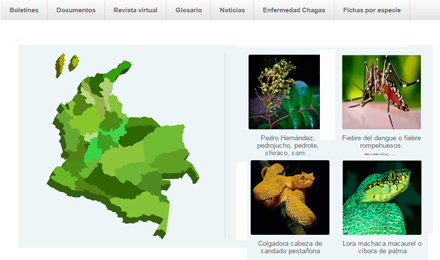 Boletines Documentos Revista virtual Glosario Noticias Enfermedad Chagas Fichas por especie
Pedro Hernández,
pedrojucho, pedrote,
chiraco, com...
Fiebre del dengue o fiebre
rompehuesos.
Colgadora cabeza de
candado pestañona
Lora machaca macaurel o
víbora de palma